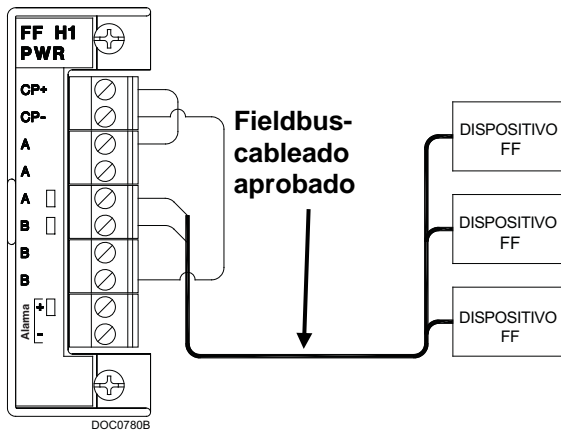 FF H1
PWR
CP+
CP-
A
A
A
B
B
B
Alarma
+
-
Fieldbus-
cableado
aprobado
DISPOSITIVO
FF
DISPOSITIVO
FF
DISPOSITIVO
FF
DOC0780B